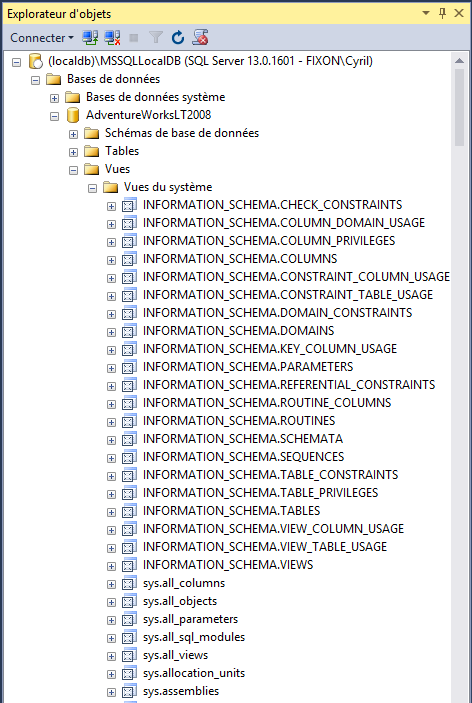 Explorateur d'objets
Connecter
(localdb)\MSSQLLocalDB (SQL Server 13.0.1601 - FIXON\Cyril)
Bases de données
Bases de données système
AdventureWorksLT2008
Schémas de base de données
Tables
Vues
Vues du système
INFORMATION_SCHEMA.CHECK_CONSTRAINTS
INFORMATION_SCHEMA.COLUMN_DOMAIN_USAGE
INFORMATION_SCHEMA.COLUMN_PRIVILEGES
INFORMATION_SCHEMA.COLUMNS
INFORMATION_SCHEMA.CONSTRAINT_COLUMN_USAGE
INFORMATION_SCHEMA.CONSTRAINT_TABLE_USAGE
INFORMATION_SCHEMA.DOMAIN_CONSTRAINTS
INFORMATION_SCHEMA.DOMAINS
INFORMATION_SCHEMA.KEY_COLUMN_USAGE
INFORMATION_SCHEMA.PARAMETERS
INFORMATION_SCHEMA.REFERENTIAL_CONSTRAINTS
INFORMATION_SCHEMA.ROUTINE_COLUMNS
INFORMATION_SCHEMA.ROUTINES
INFORMATION_SCHEMA.SCHEMATA
INFORMATION_SCHEMA.SEQUENCES
INFORMATION_SCHEMA.TABLE_CONSTRAINTS
INFORMATION_SCHEMA.TABLE_PRIVILEGES
INFORMATION_SCHEMA.TABLES
INFORMATION_SCHEMA.VIEW_COLUMN_USAGE
INFORMATION_SCHEMA.VIEW_TABLE_USAGE
INFORMATION_SCHEMA.VIEWS
sys.all_columns
sys.all_objects
sys.all_parameters
sys.all_sql_modules
sys.all_views
sys.allocation_units
sys.assemblies